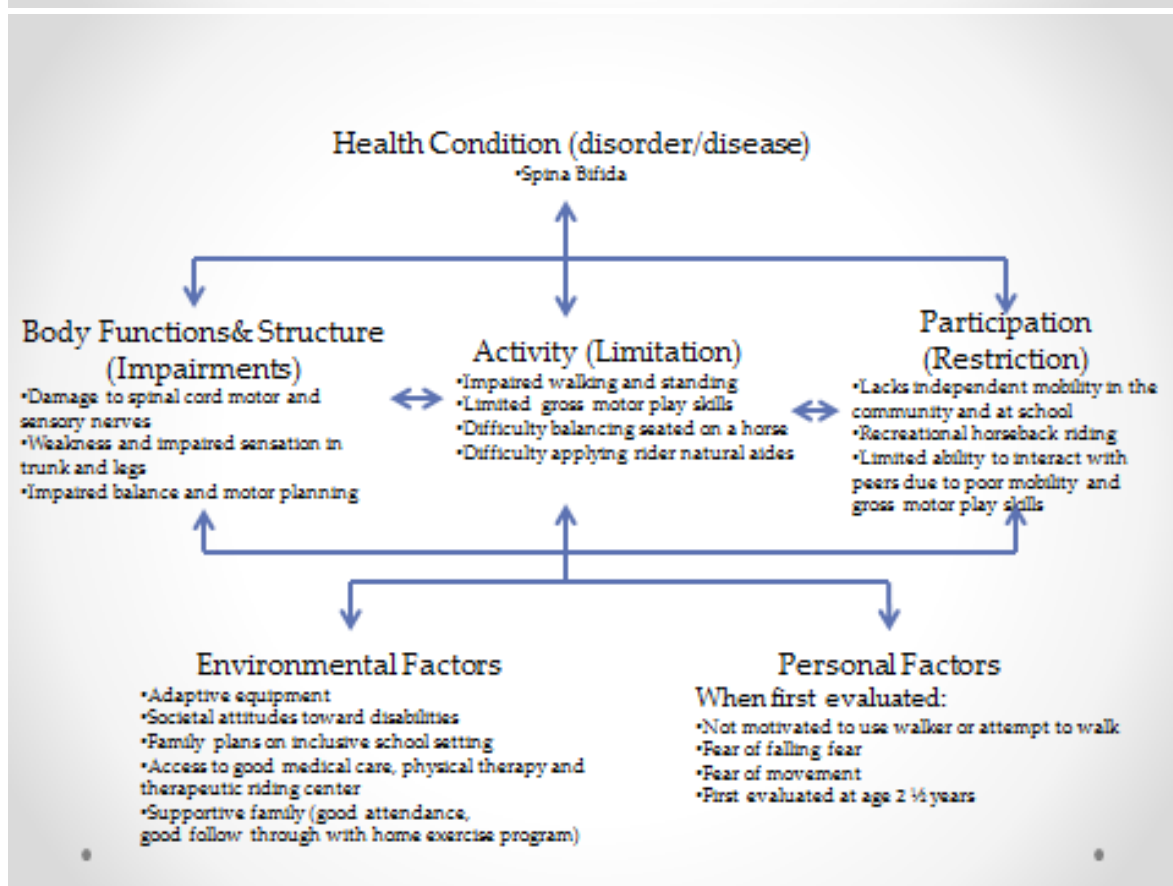 Health Condition (disorder/disease)
•Spina Bifida
Body Functions& Structure
(Impairments)
•Damage to spinal cord motor and
sensory nerves
•Weakness and impaired sensation in
trunk and legs
•Impaired balance and motor planning
Activity (Limitation)
•Impaired walking and standing
•Limited gross motor play skills
•Difficulty balancing seated on a horse
•Difficulty applying rider natural aides
Participation
(Restriction)
•Lacks independent mobility in the
community and at school
•Recreational horseback riding
•Limited ability to interact with
peers due to poor mobility and
gross motor play skills
Environmental Factors
•Adaptive equipment
•Societal attitudes toward disabilities
•Family plans on inclusive school setting
•Access to good medical care, physical therapy and
therapeutic riding center
•Supportive family (good attendance,
good follow through with home exercise program)
Personal Factors
When first evaluated:
•Not motivated to use walker or attempt to walk
•Fear of falling fear
•Fear of movement
•First evaluated at age 2 ½ years